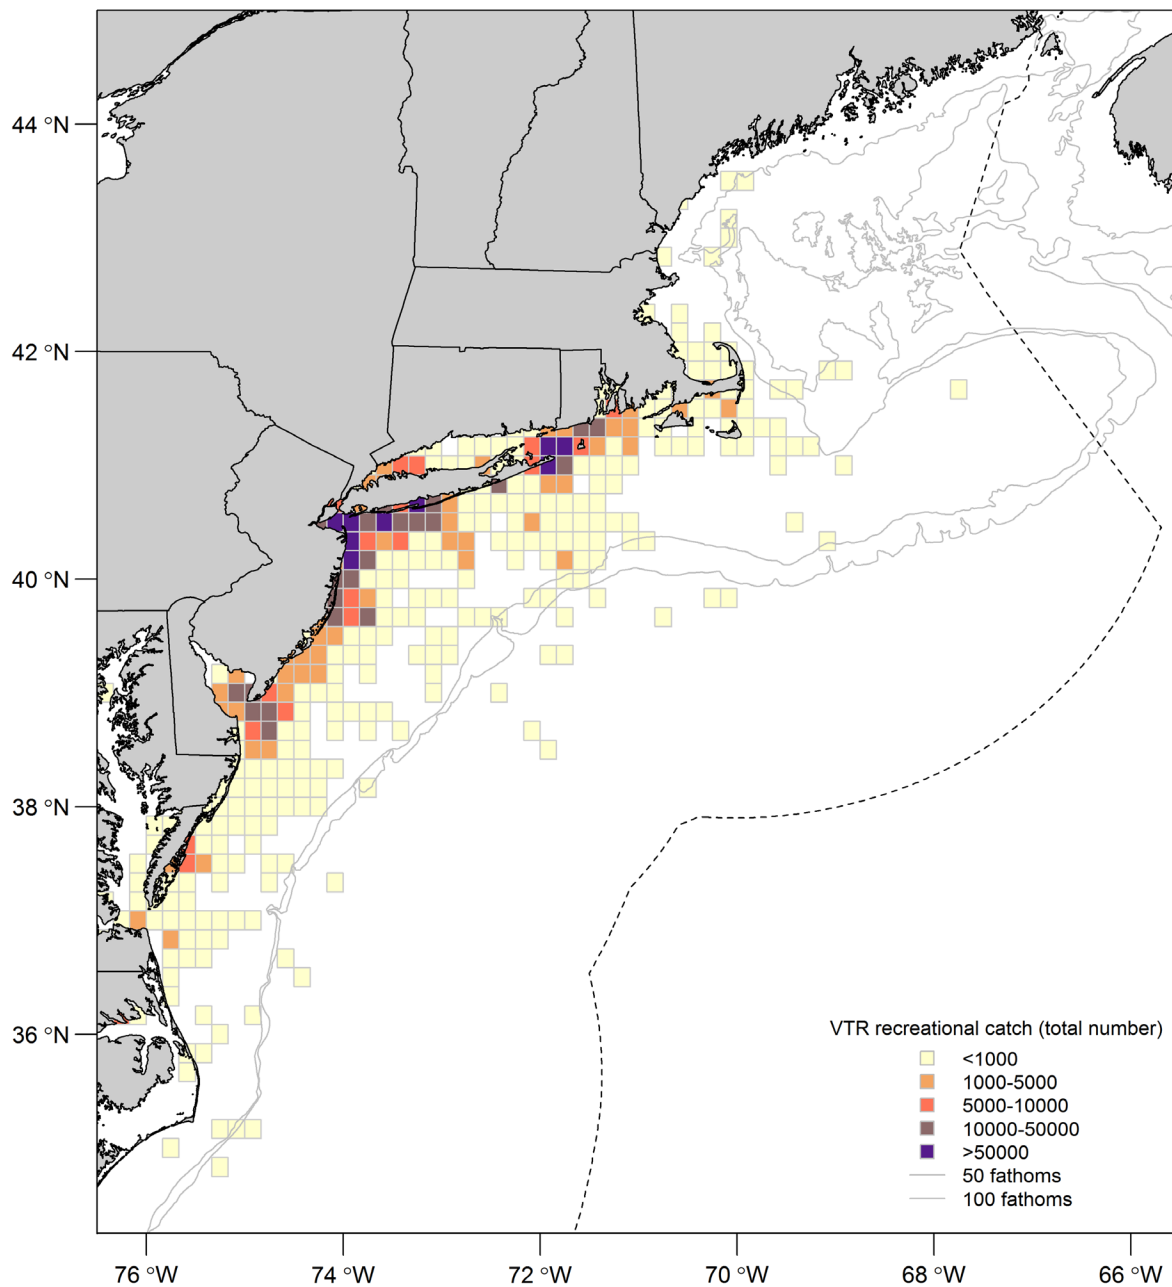 44 °N
42 °N
40 °N
38 °N
36 °N
VTR recreational catch (total number)
<1000
1000-5000
5000-10000
10000-50000
>50000
50 fathoms
100 fathoms
76 °W
74 °W
72 °W
70 °W
68 °W
66 °W